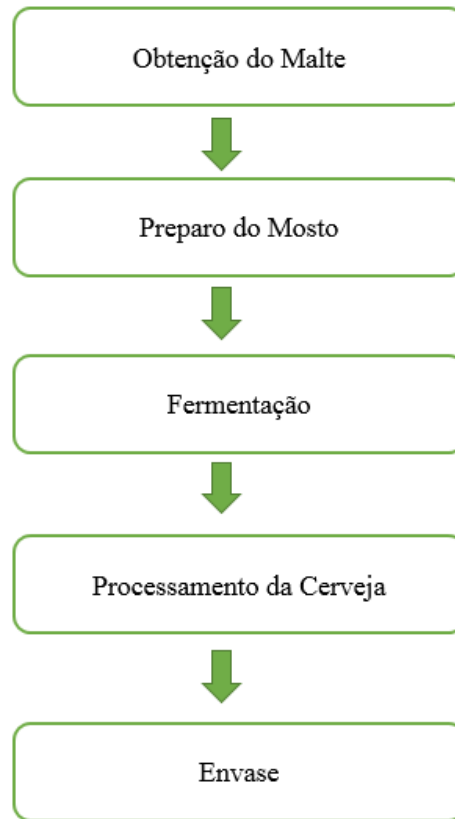 Obtenção do Malte
Preparo do Mosto
Fermentação
Processamento da Cerveja
Envase